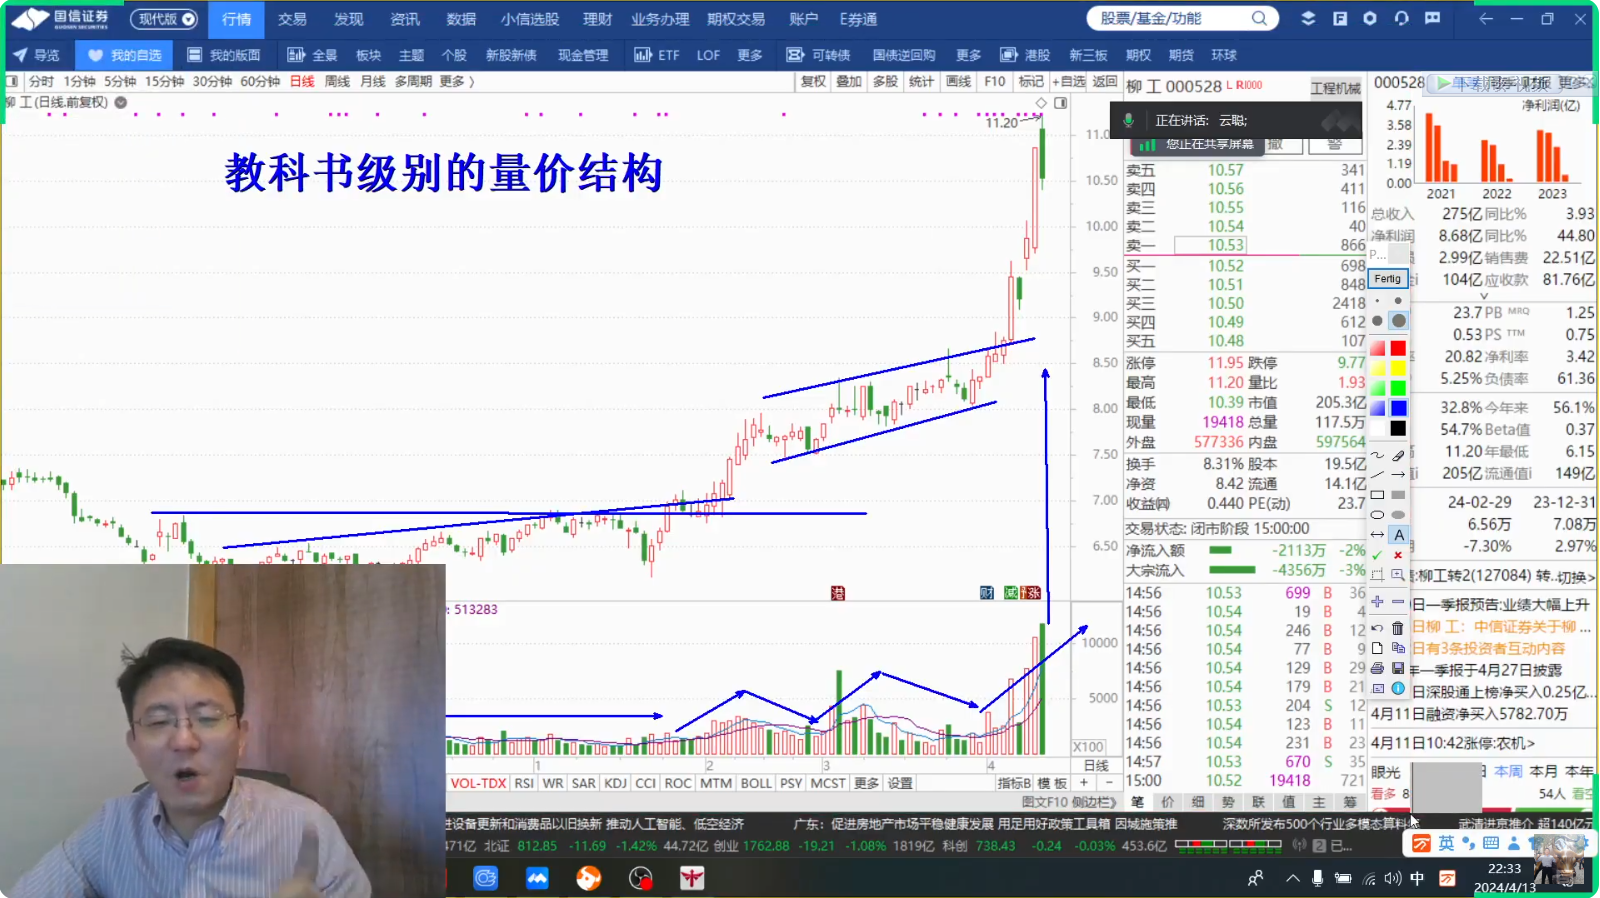 国信证券 现代版 行情 交易 发现 资讯 数据 小信选股 理财 业务办理 期权交易 账户 E券通 股票/基金/功能
导览 我的自选 我的版面 全景 板块 主题 个股 新股新债 现金管理 ETF LOF 更多 可转债 国债逆回购 更多 港股 新三板 期权 期货 环球
分时 1分钟 5分钟 15分钟 30分钟 60分钟 日线 周线 月线 多周期 更多 复权 叠加 多股 统计 画线 F10 标记 +自选 返回
柳 工(日线.前复权)
教科书级别的量价结构
11.20
10.50
10.00
9.50
9.00
8.50
8.00
7.50
7.00
6.50
港 财 减 涨
513283
10000
5000
X100
1 2 3 4 日线
VOL-TDX RSI WR SAR KDJ CCI ROC MTM BOLL PSY MCST 更多 设置 指标B 模 板 + －
图文F10 侧边栏》
柳 工 000528 L R1000 工程机械
正在讲话: 云聪;
您正在共享屏幕 撤
卖五 10.57 341
卖四 10.56 411
卖三 10.55 116
卖二 10.54 40
卖一 10.53 866
买一 10.52 698
买二 10.51 848
买三 10.50 2418
买四 10.49 612
买五 10.48 107
涨停 11.95 跌停 9.77
最高 11.20 量比 1.93
最低 10.39 市值 205.3亿
现量 19418 总量 117.5万
外盘 577336 内盘 597564
换手 8.31% 股本 19.5亿
净资 8.42 流通 14.1亿
收益㈣ 0.440 PE(动) 23.7
交易状态: 闭市阶段 15:00:00
净流入额 -2113万 -2%
大宗流入 -4356万 -3%
14:56 10.53 699 B 36
14:56 10.54 19 B 4
14:56 10.54 246 B 12
14:56 10.54 77 B 9
14:56 10.54 129 B 29
14:56 10.54 179 B 21
14:56 10.53 204 S 12
14:56 10.54 123 B 11
14:56 10.54 231 B 23
14:57 10.53 670 S 35
15:00 10.52 19418 721
笔 价 细 势 联 值 主 筹
000528
净利润(亿)
4.77
3.58
2.39
1.19
0.00
2021 2022 2023
总收入 275亿 同比% 3.93
净利润 8.68亿 同比% 44.80
2.99亿 销售费 22.51亿
104亿 应收款 81.76亿
Fertig
23.7 PB MRQ 1.25
0.53 PS TTM 0.75
20.82 净利率 3.42
5.25% 负债率 61.36
32.8% 今年来 56.1%
54.7% Beta值 0.37
11.20 年最低 6.15
205亿 流通值 149亿
24-02-29 23-12-31
6.56万 7.08万
-7.30% 2.97%
A
柳工转2(127084) 转..切换>
日一季报预告:业绩大幅上升
日柳 工：中信证券关于柳 ...
日有3条投资者互动内容
年一季报于4月27日披露
日深股通上榜净买入0.25亿...
4月11日融资净买入5782.70万
4月11日10:42涨停:农机>
眼光 日 本周 本月 本年
看多 8 54人 看空
设备更新和消费品以旧换新 推动人工智能、低空经济 广东：促进房地产市场平稳健康发展 用足用好政策工具箱 因城施策推 深数所发布500个行业多模态算料
471亿 北证 812.85 -11.69 -1.42% 44.72亿 创业 1762.88 -19.21 -1.08% 1819亿 科创 738.43 -0.24 -0.03% 453.6亿
英
中
22:33
2024/4/13